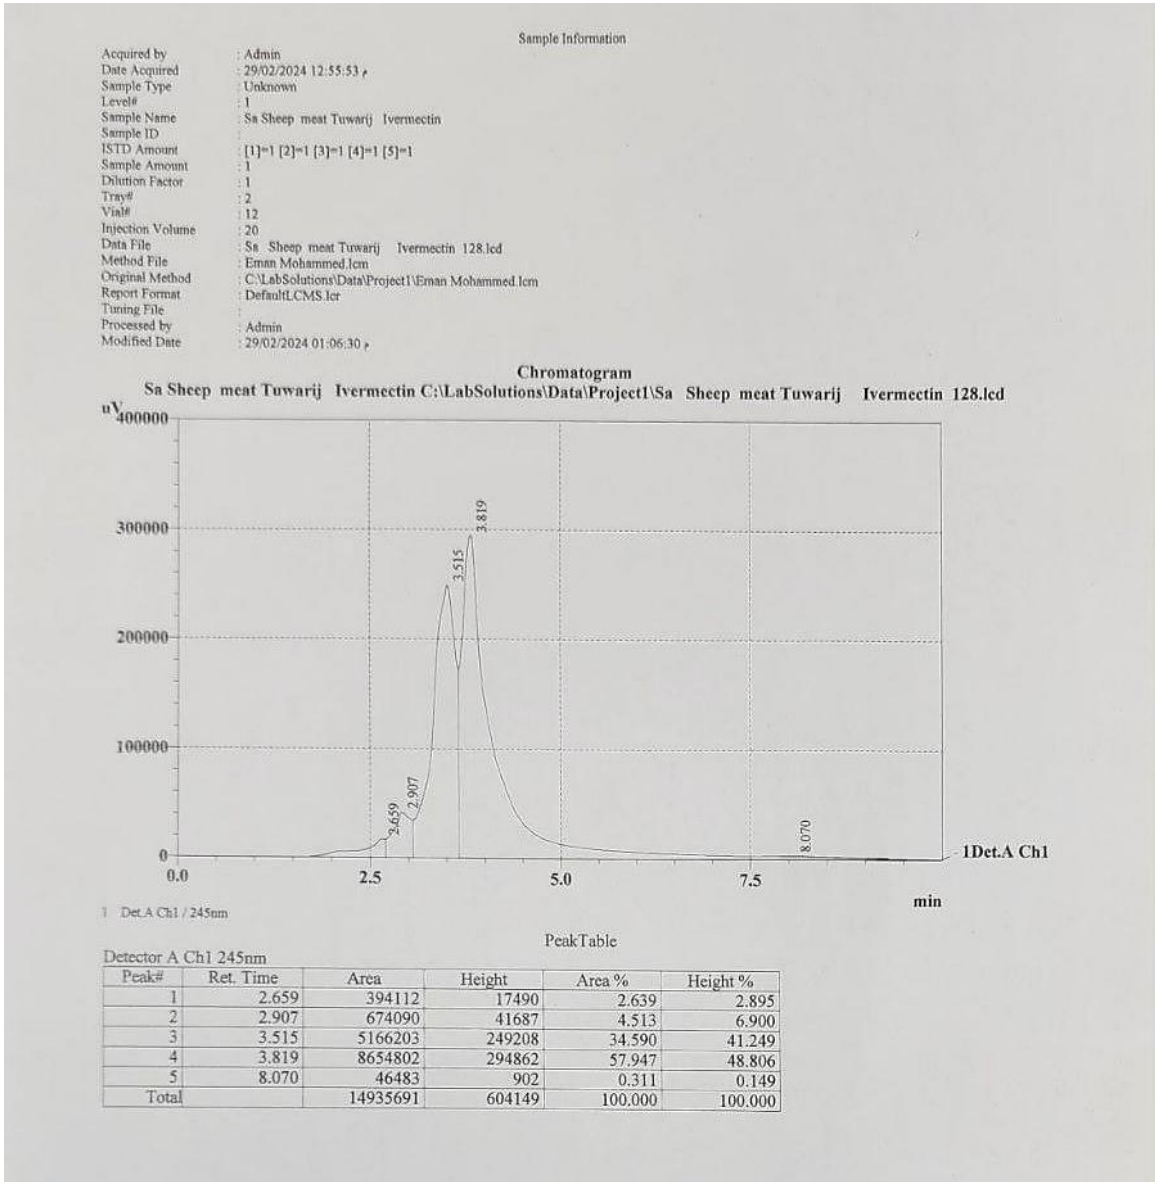 Sample Information
Acquired by : Admin
Date Acquired : 29/02/2024 12:55:53 م
Sample Type : Unknown
Level# : 1
Sample Name : Sa Sheep meat Tuwarij Ivermectin
Sample ID :
ISTD Amount : [1]=1 [2]=1 [3]=1 [4]=1 [5]=1
Sample Amount : 1
Dilution Factor : 1
Tray# : 2
Vial# : 12
Injection Volume : 20
Data File : Sa Sheep meat Tuwarij Ivermectin 128.lcd
Method File : Eman Mohammed.lcm
Original Method : C:\LabSolutions\Data\Project1\Eman Mohammed.lcm
Report Format : DefaultLCMS.lcr
Tuning File :
Processed by : Admin
Modified Date : 29/02/2024 01:06:30 م
Chromatogram
Sa Sheep meat Tuwarij Ivermectin C:\LabSolutions\Data\Project1\Sa Sheep meat Tuwarij Ivermectin 128.lcd
uV
400000
3.819
300000
3.515
200000
100000
2.659
2.907
8.070
0
1Det.A Ch1
0.0 2.5 5.0 7.5
min
1 Det.A Ch1 / 245nm
PeakTable
Detector A Ch1 245nm
Peak# Ret. Time Area Height Area % Height %
1 2.659 394112 17490 2.639 2.895
2 2.907 674090 41687 4.513 6.900
3 3.515 5166203 249208 34.590 41.249
4 3.819 8654802 294862 57.947 48.806
5 8.070 46483 902 0.311 0.149
Total 14935691 604149 100.000 100.000